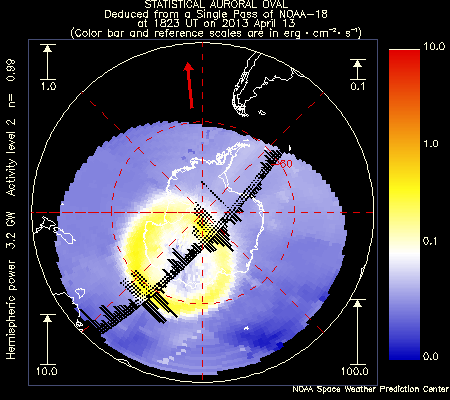 STATISTICAL AURORAL OVAL
Deduced from a Single Pass of NOAA-18
at 1823 UT on 2013 April 13
(Color bar and reference scales are in erg · cm⁻² · s⁻¹)
1.0
0.1
10.0
1.0
0.1
0.0
60
10.0
100.0
Hemispheric power 3.2 GW Activity level 2 n= 0.99
NOAA Space Weather Prediction Center